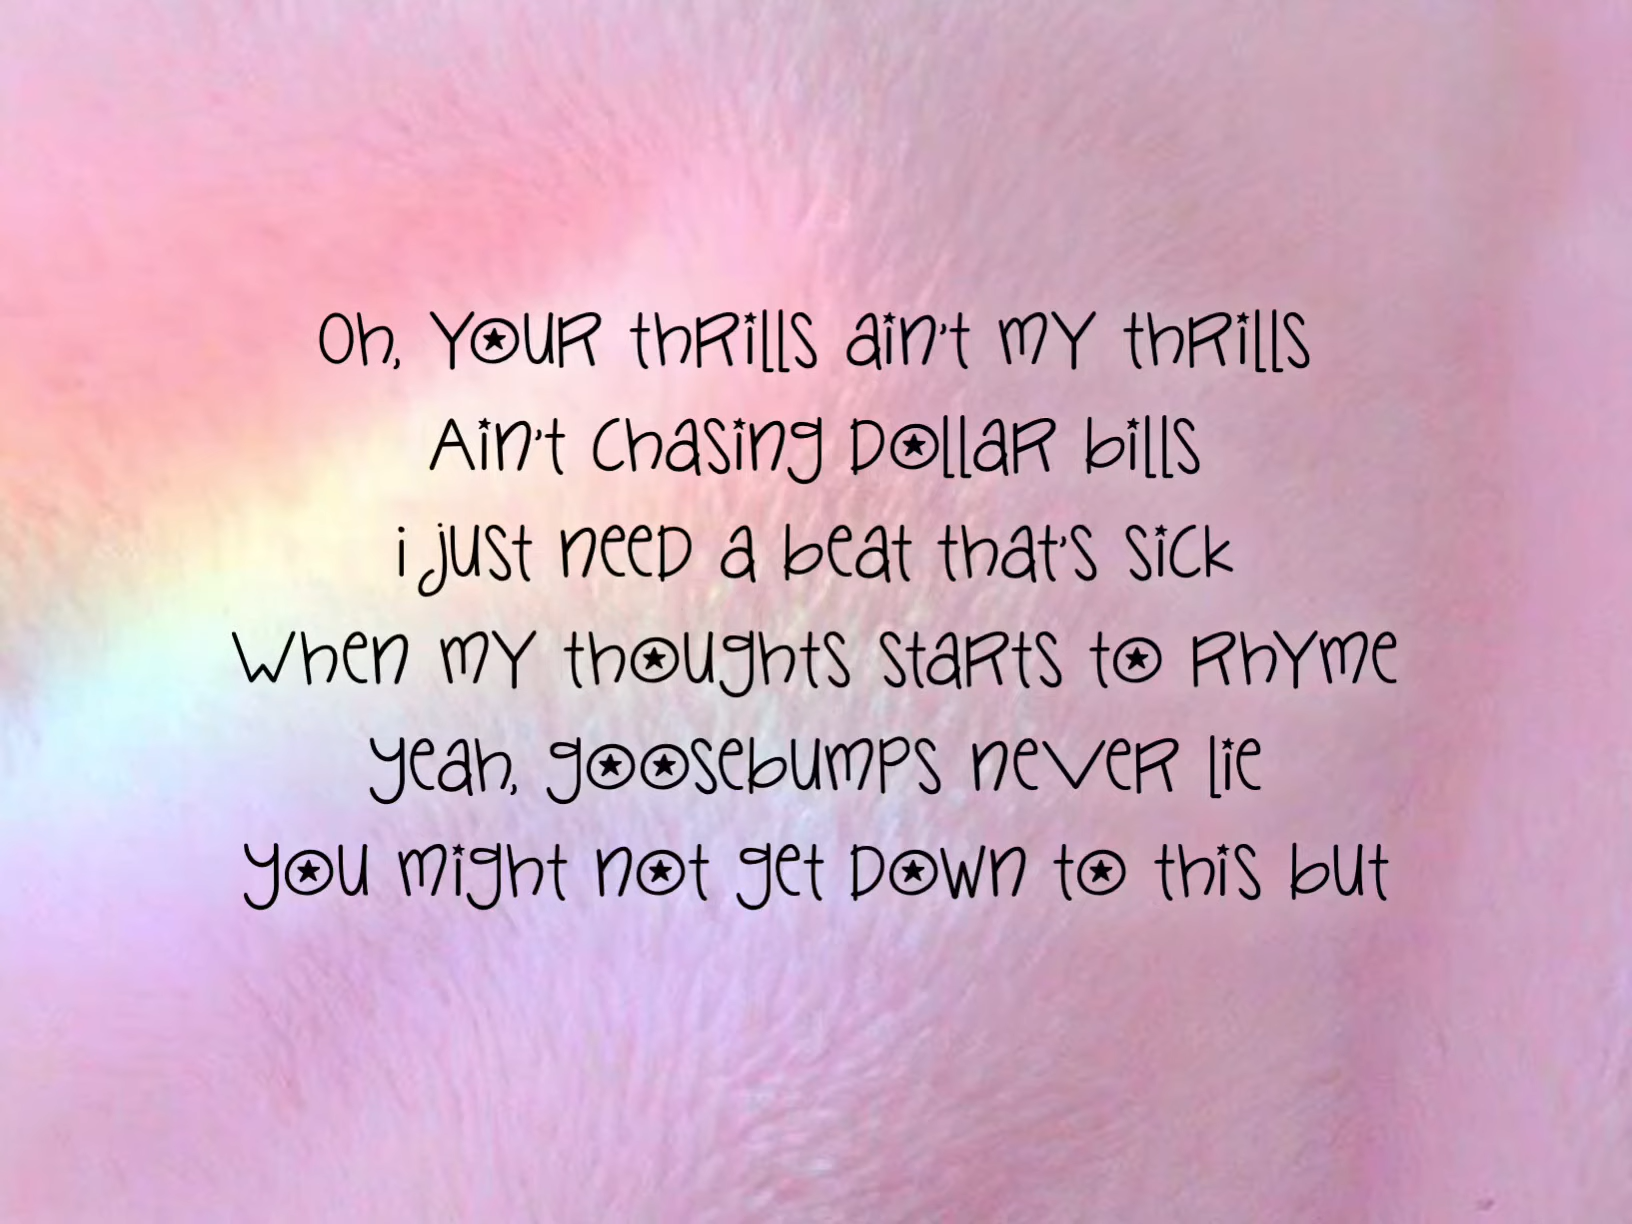 Oh, your thrills ain't my thrills
Ain't chasing dollar bills
i just need a beat that's sick
When my thoughts starts to rhyme
yeah, goosebumps never lie
you might not get down to this but